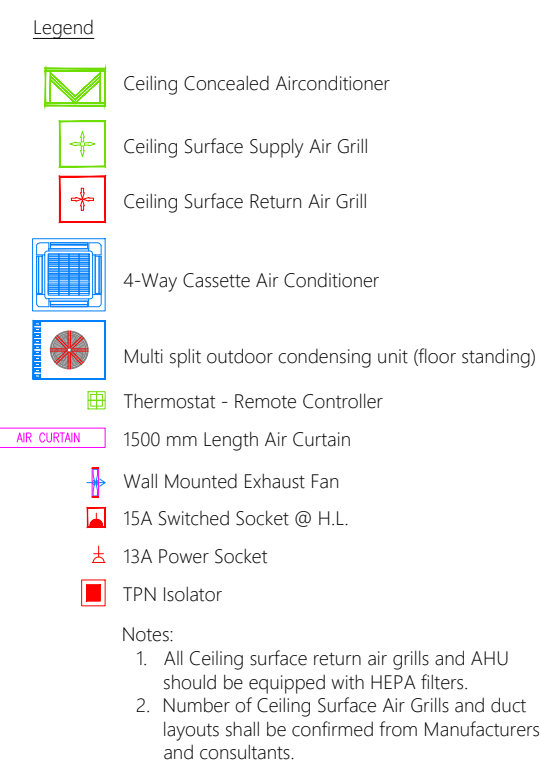 Legend
Ceiling Concealed Airconditioner
Ceiling Surface Supply Air Grill
Ceiling Surface Return Air Grill
4-Way Cassette Air Conditioner
Multi split outdoor condensing unit (floor standing)
Thermostat - Remote Controller
AIR CURTAIN 1500 mm Length Air Curtain
Wall Mounted Exhaust Fan
15A Switched Socket @ H.L.
13A Power Socket
TPN Isolator
Notes:
1. All Ceiling surface return air grills and AHU
should be equipped with HEPA filters.
2. Number of Ceiling Surface Air Grills and duct
layouts shall be confirmed from Manufacturers
and consultants.